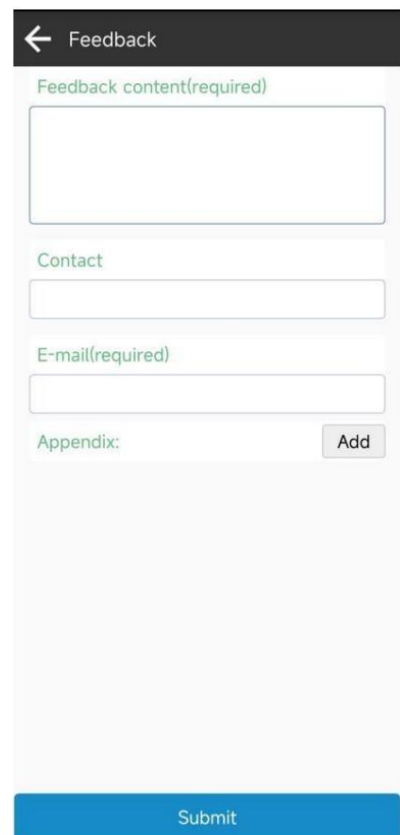 Feedback
Feedback content(required)
Contact
E-mail(required)
Appendix:
Add
Submit